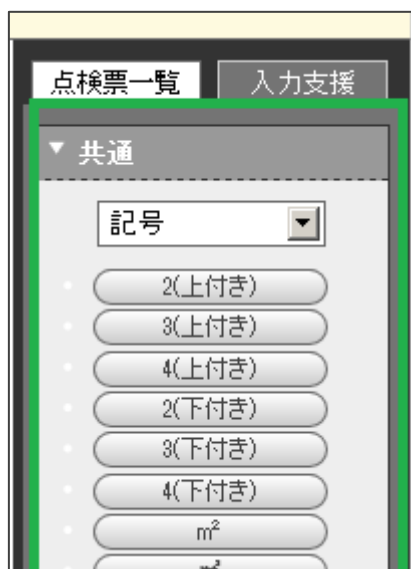 点検票一覧 入力支援
▼ 共通
記号
2(上付き)
3(上付き)
4(上付き)
2(下付き)
3(下付き)
4(下付き)
m²